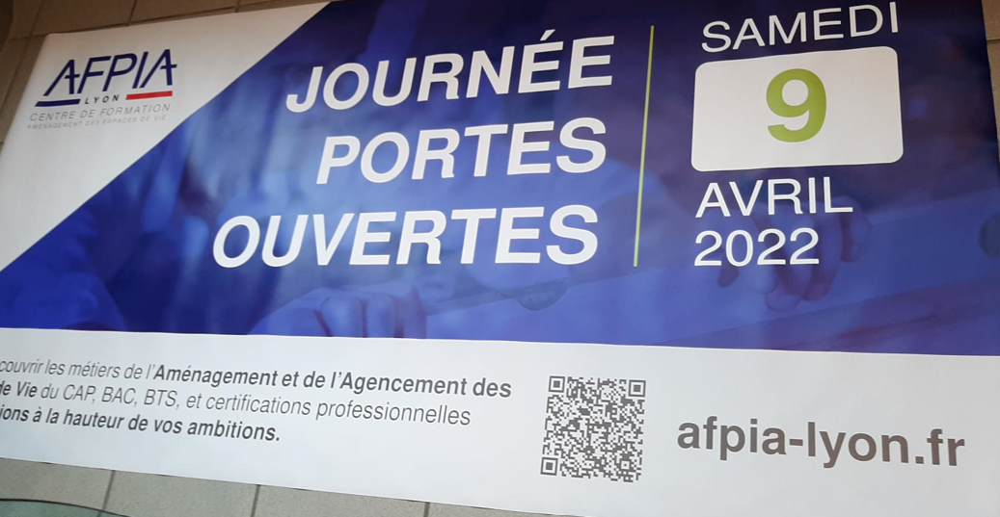 AFPIA
LYON
CENTRE DE FORMATION
AMÉNAGEMENT DES ESPACES DE VIE
JOURNÉE
PORTES
OUVERTES
SAMEDI
9
AVRIL
2022
couvrir les métiers de l'Aménagement et de l'Agencement des
de Vie du CAP, BAC, BTS, et certifications professionnelles
ions à la hauteur de vos ambitions.
afpia-lyon.fr